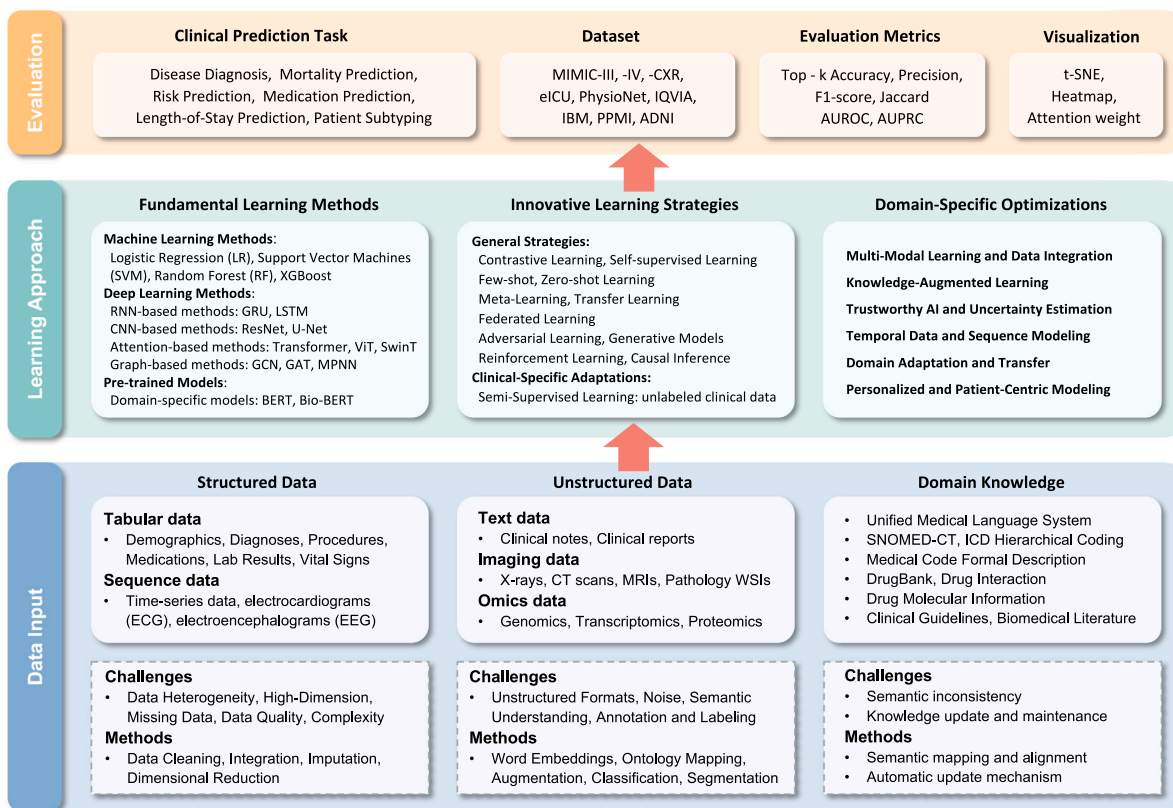 Evaluation
Clinical Prediction Task
Disease Diagnosis, Mortality Prediction,
Risk Prediction, Medication Prediction,
Length-of-Stay Prediction, Patient Subtyping
Dataset
MIMIC-III, -IV, -CXR,
eICU, PhysioNet, IQVIA,
IBM, PPMI, ADNI
Evaluation Metrics
Top - k Accuracy, Precision,
F1-score, Jaccard
AUROC, AUPRC
Visualization
t-SNE,
Heatmap,
Attention weight
Learning Approach
Fundamental Learning Methods
Machine Learning Methods:
Logistic Regression (LR), Support Vector Machines
(SVM), Random Forest (RF), XGBoost
Deep Learning Methods:
RNN-based methods: GRU, LSTM
CNN-based methods: ResNet, U-Net
Attention-based methods: Transformer, ViT, SwinT
Graph-based methods: GCN, GAT, MPNN
Pre-trained Models:
Domain-specific models: BERT, Bio-BERT
Innovative Learning Strategies
General Strategies:
Contrastive Learning, Self-supervised Learning
Few-shot, Zero-shot Learning
Meta-Learning, Transfer Learning
Federated Learning
Adversarial Learning, Generative Models
Reinforcement Learning, Causal Inference
Clinical-Specific Adaptations:
Semi-Supervised Learning: unlabeled clinical data
Domain-Specific Optimizations
Multi-Modal Learning and Data Integration
Knowledge-Augmented Learning
Trustworthy AI and Uncertainty Estimation
Temporal Data and Sequence Modeling
Domain Adaptation and Transfer
Personalized and Patient-Centric Modeling
Data Input
Structured Data
Tabular data
• Demographics, Diagnoses, Procedures,
Medications, Lab Results, Vital Signs
Sequence data
• Time-series data, electrocardiograms
(ECG), electroencephalograms (EEG)
Challenges
• Data Heterogeneity, High-Dimension,
Missing Data, Data Quality, Complexity
Methods
• Data Cleaning, Integration, Imputation,
Dimensional Reduction
Unstructured Data
Text data
• Clinical notes, Clinical reports
Imaging data
• X-rays, CT scans, MRIs, Pathology WSIs
Omics data
• Genomics, Transcriptomics, Proteomics
Challenges
• Unstructured Formats, Noise, Semantic
Understanding, Annotation and Labeling
Methods
• Word Embeddings, Ontology Mapping,
Augmentation, Classification, Segmentation
Domain Knowledge
• Unified Medical Language System
• SNOMED-CT, ICD Hierarchical Coding
• Medical Code Formal Description
• DrugBank, Drug Interaction
• Drug Molecular Information
• Clinical Guidelines, Biomedical Literature
Challenges
• Semantic inconsistency
• Knowledge update and maintenance
Methods
• Semantic mapping and alignment
• Automatic update mechanism